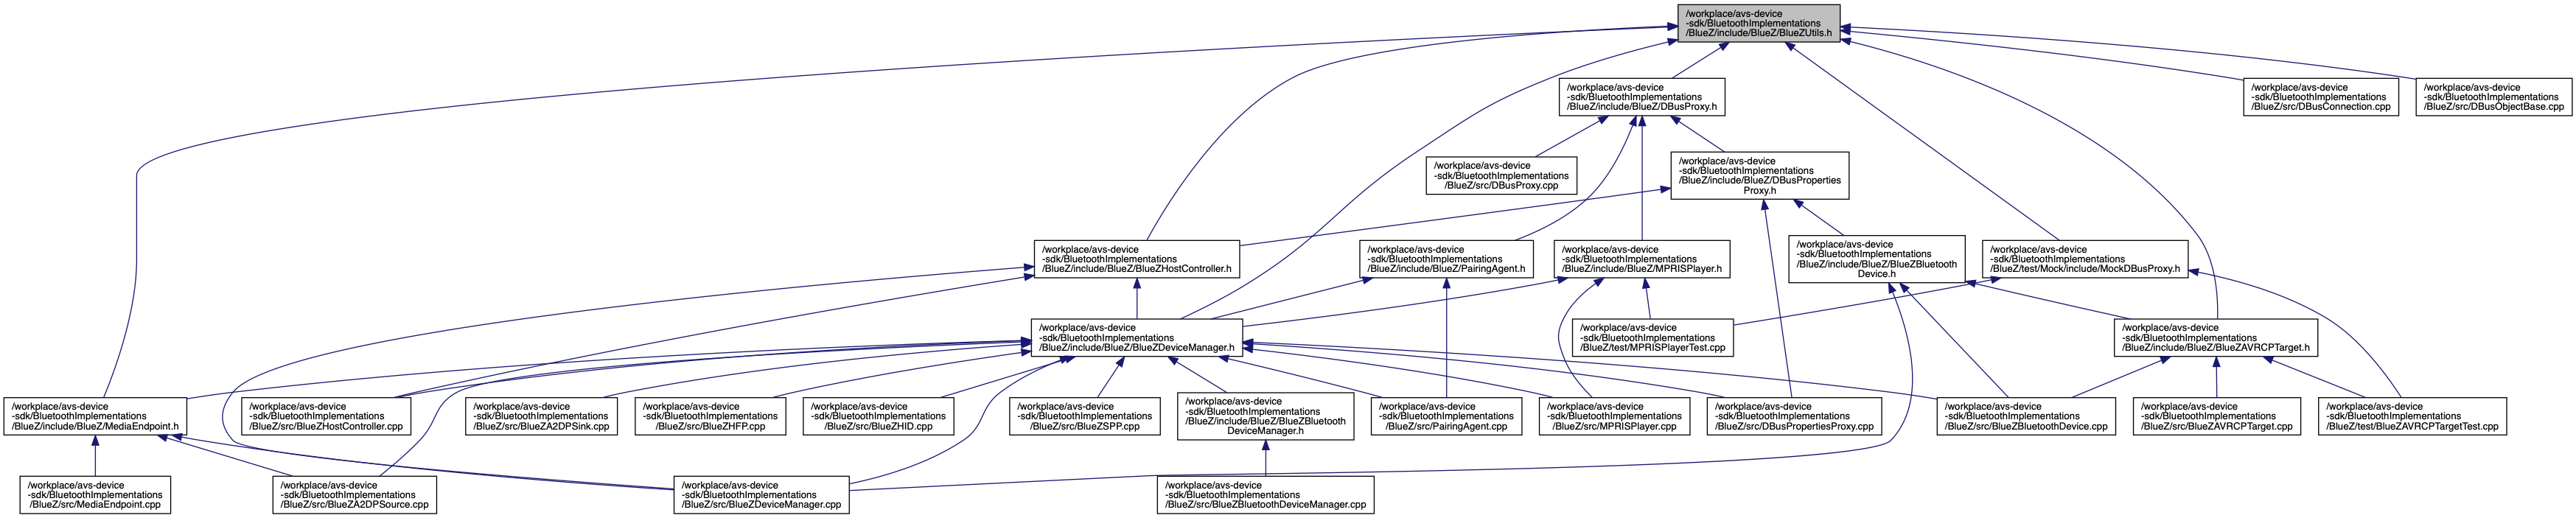 /workplace/avs-device
-sdk/BluetoothImplementations
/BlueZ/include/BlueZ/BlueZUtils.h
/workplace/avs-device
-sdk/BluetoothImplementations
/BlueZ/include/BlueZ/DBusProxy.h
/workplace/avs-device
-sdk/BluetoothImplementations
/BlueZ/src/DBusConnection.cpp
/workplace/avs-device
-sdk/BluetoothImplementations
/BlueZ/src/DBusObjectBase.cpp
/workplace/avs-device
-sdk/BluetoothImplementations
/BlueZ/src/DBusProxy.cpp
/workplace/avs-device
-sdk/BluetoothImplementations
/BlueZ/include/BlueZ/DBusProperties
Proxy.h
/workplace/avs-device
-sdk/BluetoothImplementations
/BlueZ/include/BlueZ/BlueZHostController.h
/workplace/avs-device
-sdk/BluetoothImplementations
/BlueZ/include/BlueZ/PairingAgent.h
/workplace/avs-device
-sdk/BluetoothImplementations
/BlueZ/include/BlueZ/MPRISPlayer.h
/workplace/avs-device
-sdk/BluetoothImplementations
/BlueZ/include/BlueZ/BlueZBluetooth
Device.h
/workplace/avs-device
-sdk/BluetoothImplementations
/BlueZ/test/Mock/include/MockDBusProxy.h
/workplace/avs-device
-sdk/BluetoothImplementations
/BlueZ/include/BlueZ/BlueZDeviceManager.h
/workplace/avs-device
-sdk/BluetoothImplementations
/BlueZ/test/MPRISPlayerTest.cpp
/workplace/avs-device
-sdk/BluetoothImplementations
/BlueZ/include/BlueZ/BlueZAVRCPTarget.h
/workplace/avs-device
-sdk/BluetoothImplementations
/BlueZ/include/BlueZ/MediaEndpoint.h
/workplace/avs-device
-sdk/BluetoothImplementations
/BlueZ/src/BlueZHostController.cpp
/workplace/avs-device
-sdk/BluetoothImplementations
/BlueZ/src/BlueZA2DPSink.cpp
/workplace/avs-device
-sdk/BluetoothImplementations
/BlueZ/src/BlueZHFP.cpp
/workplace/avs-device
-sdk/BluetoothImplementations
/BlueZ/src/BlueZHID.cpp
/workplace/avs-device
-sdk/BluetoothImplementations
/BlueZ/src/BlueZSPP.cpp
/workplace/avs-device
-sdk/BluetoothImplementations
/BlueZ/include/BlueZ/BlueZBluetooth
DeviceManager.h
/workplace/avs-device
-sdk/BluetoothImplementations
/BlueZ/src/PairingAgent.cpp
/workplace/avs-device
-sdk/BluetoothImplementations
/BlueZ/src/MPRISPlayer.cpp
/workplace/avs-device
-sdk/BluetoothImplementations
/BlueZ/src/DBusPropertiesProxy.cpp
/workplace/avs-device
-sdk/BluetoothImplementations
/BlueZ/src/BlueZBluetoothDevice.cpp
/workplace/avs-device
-sdk/BluetoothImplementations
/BlueZ/src/BlueZAVRCPTarget.cpp
/workplace/avs-device
-sdk/BluetoothImplementations
/BlueZ/test/BlueZAVRCPTargetTest.cpp
/workplace/avs-device
-sdk/BluetoothImplementations
/BlueZ/src/MediaEndpoint.cpp
/workplace/avs-device
-sdk/BluetoothImplementations
/BlueZ/src/BlueZA2DPSource.cpp
/workplace/avs-device
-sdk/BluetoothImplementations
/BlueZ/src/BlueZDeviceManager.cpp
/workplace/avs-device
-sdk/BluetoothImplementations
/BlueZ/src/BlueZBluetoothDeviceManager.cpp